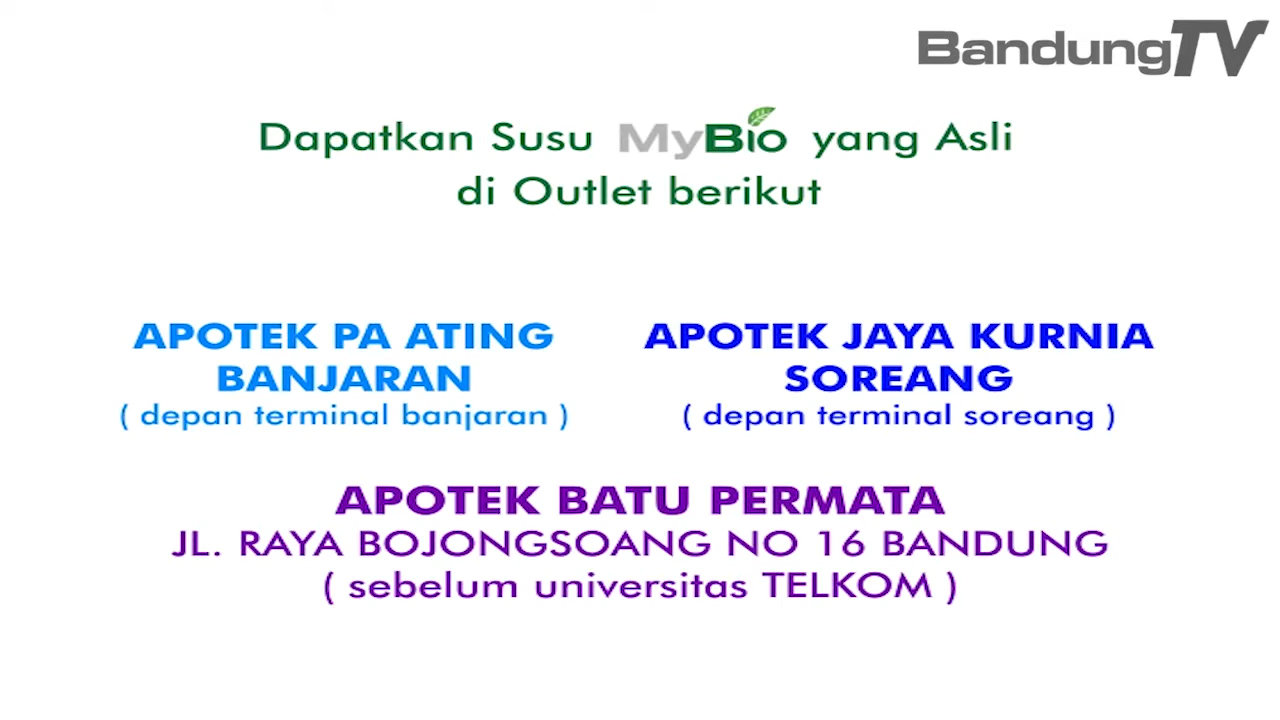 BandungTV
Dapatkan Susu MyBio yang Asli
di Outlet berikut
APOTEK PA ATING
BANJARAN
( depan terminal banjaran )
APOTEK JAYA KURNIA
SOREANG
( depan terminal soreang )
APOTEK BATU PERMATA
JL. RAYA BOJONGSOANG NO 16 BANDUNG
( sebelum universitas TELKOM )